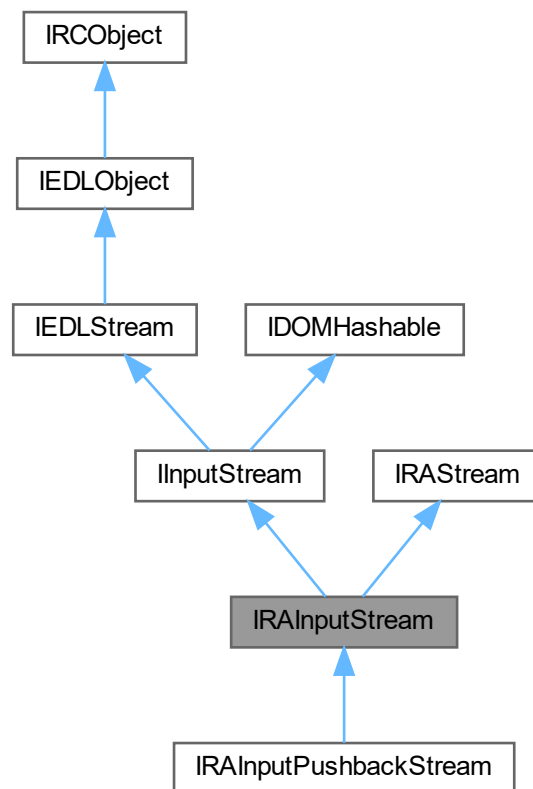 IRCObject
IEDLObject
IEDLStream
IDOMHashable
IInputStream
IRAStream
IRAInputStream
IRAInputPushbackStream